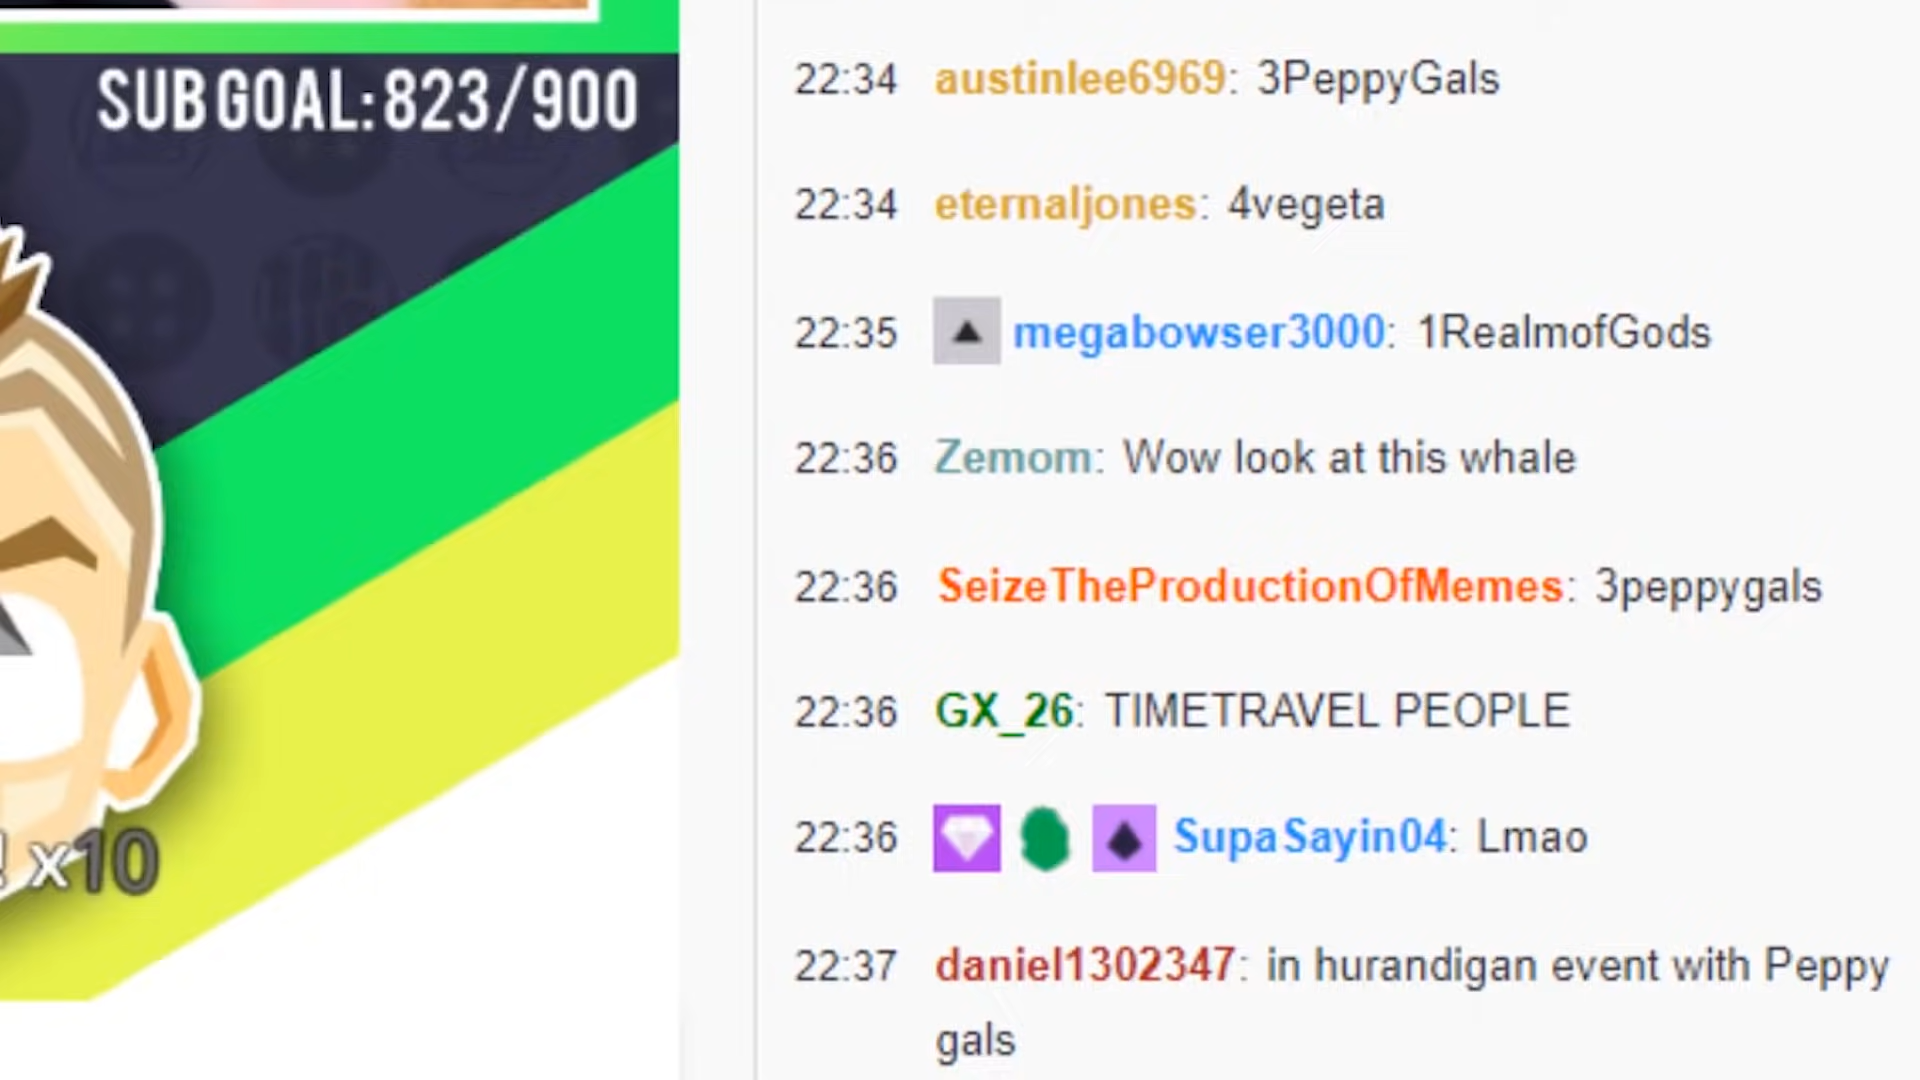 SUB GOAL: 823/900
22:34 austinlee6969: 3PeppyGals
22:34 eternaljones: 4vegeta
22:35 megabowser3000: 1RealmofGods
22:36 Zemom: Wow look at this whale
22:36 SeizeTheProductionOfMemes: 3peppygals
22:36 GX_26: TIMETRAVEL PEOPLE
22:36 SupaSayin04: Lmao
! x10
22:37 daniel1302347: in hurandigan event with Peppy
gals